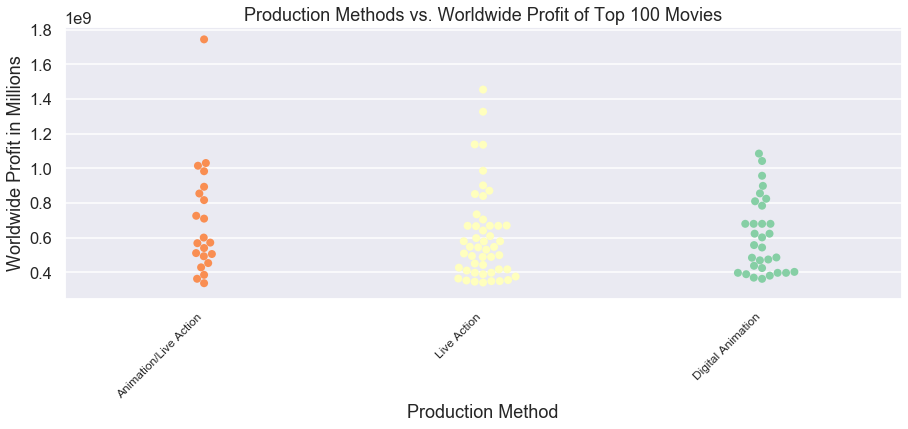 Production Methods vs. Worldwide Profit of Top 100 Movies
1e9
1.8
1.6
1.4
1.2
1.0
0.8
0.6
0.4
Worldwide Profit in Millions
Animation/Live Action
Live Action
Digital Animation
Production Method